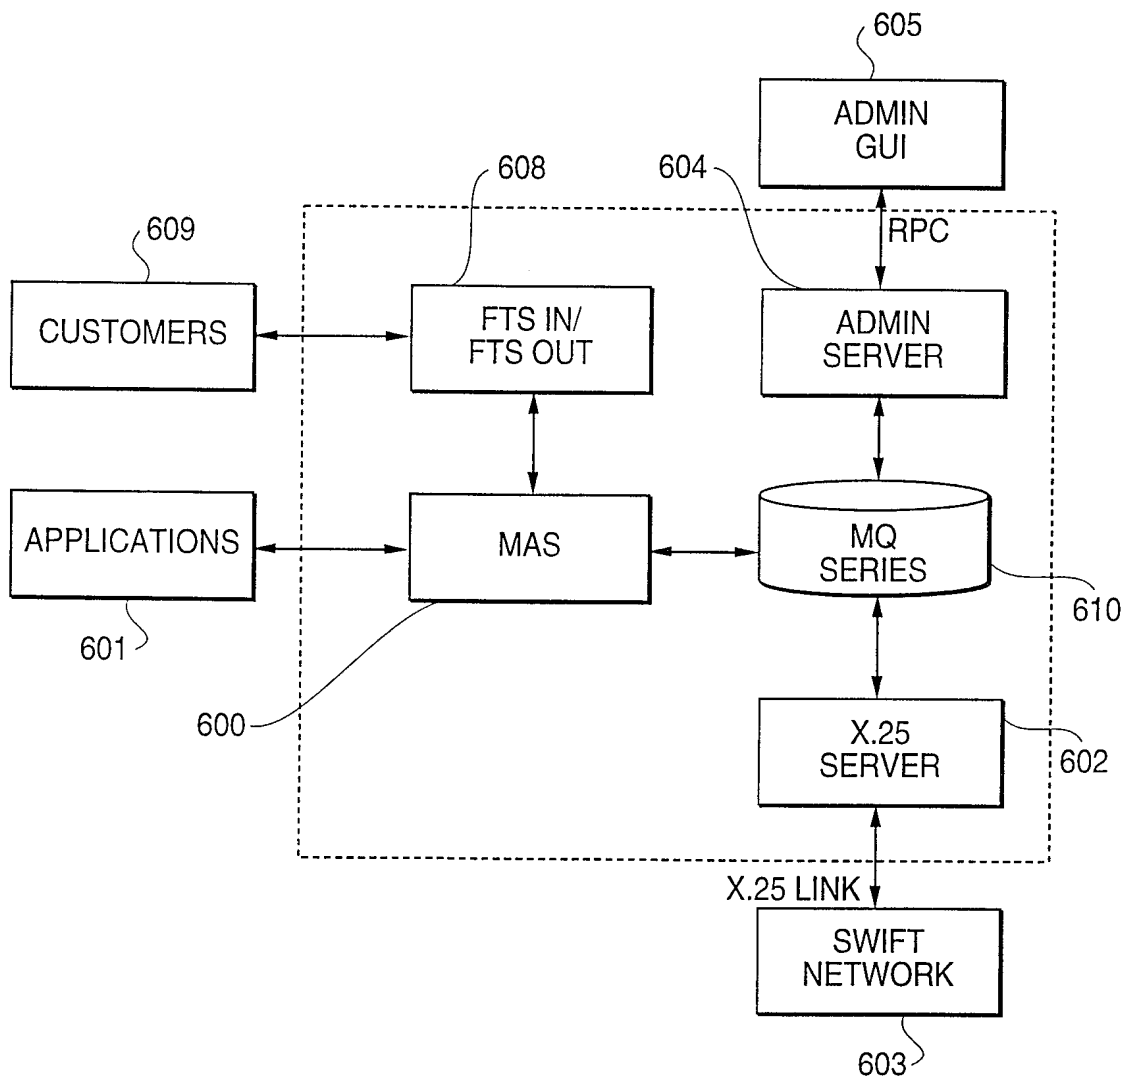 605
ADMIN
GUI
608
604
609
RPC
CUSTOMERS
FTS IN/
FTS OUT
ADMIN
SERVER
APPLICATIONS
MAS
MQ
SERIES
610
601
600
X.25
SERVER
602
X.25 LINK
SWIFT
NETWORK
603